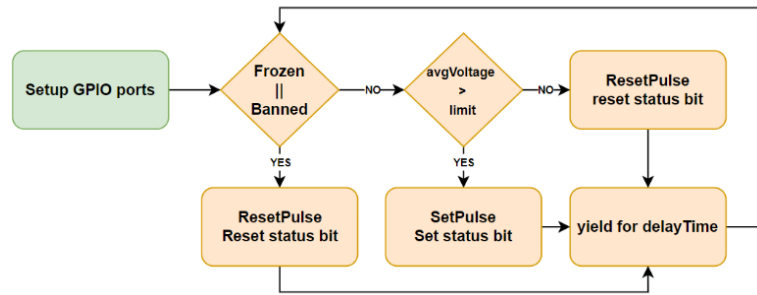 Setup GPIO ports
Frozen
||
Banned
NO
avgVoltage
>
limit
NO
ResetPulse
reset status bit
YES
YES
ResetPulse
Reset status bit
SetPulse
Set status bit
yield for delayTime